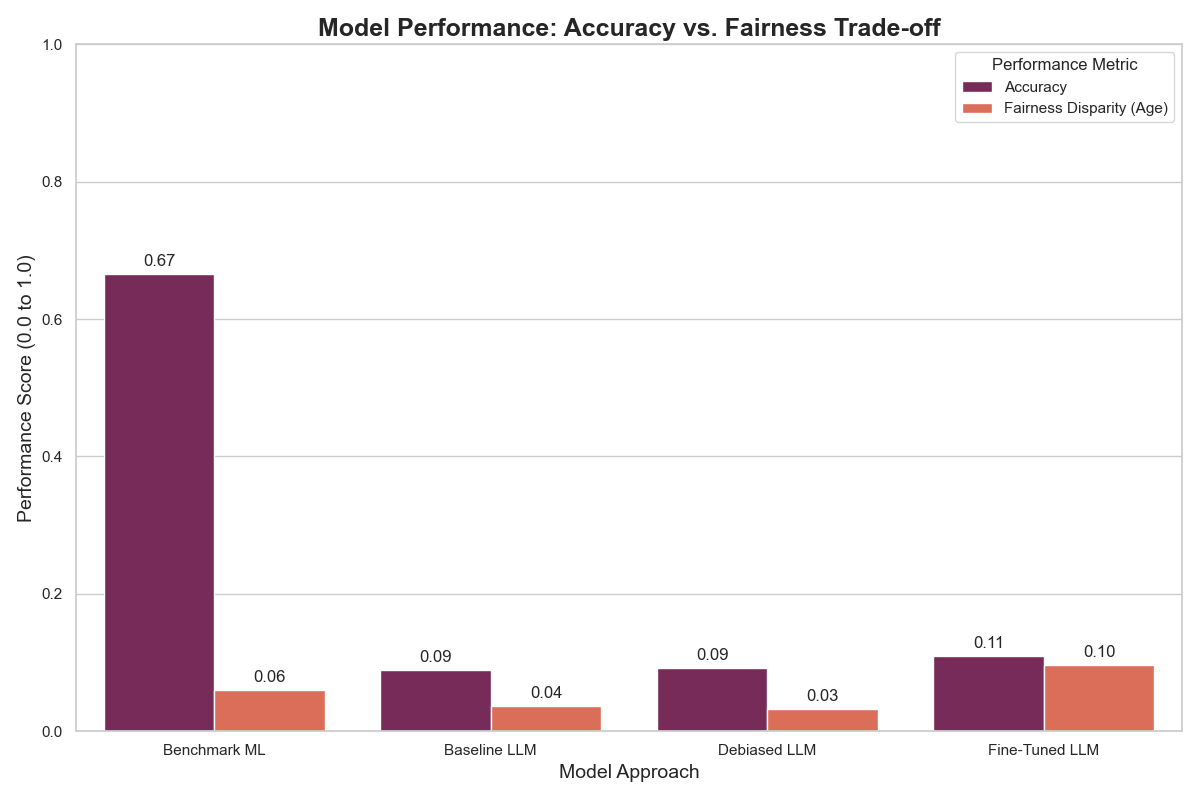 Model Performance: Accuracy vs. Fairness Trade-off
Performance Metric
Accuracy
Fairness Disparity (Age)
Performance Score (0.0 to 1.0)
1.0
0.8
0.6
0.4
0.2
0.0
0.67
0.06
0.09
0.04
0.09
0.03
0.11
0.10
Benchmark ML
Baseline LLM
Debiased LLM
Fine-Tuned LLM
Model Approach